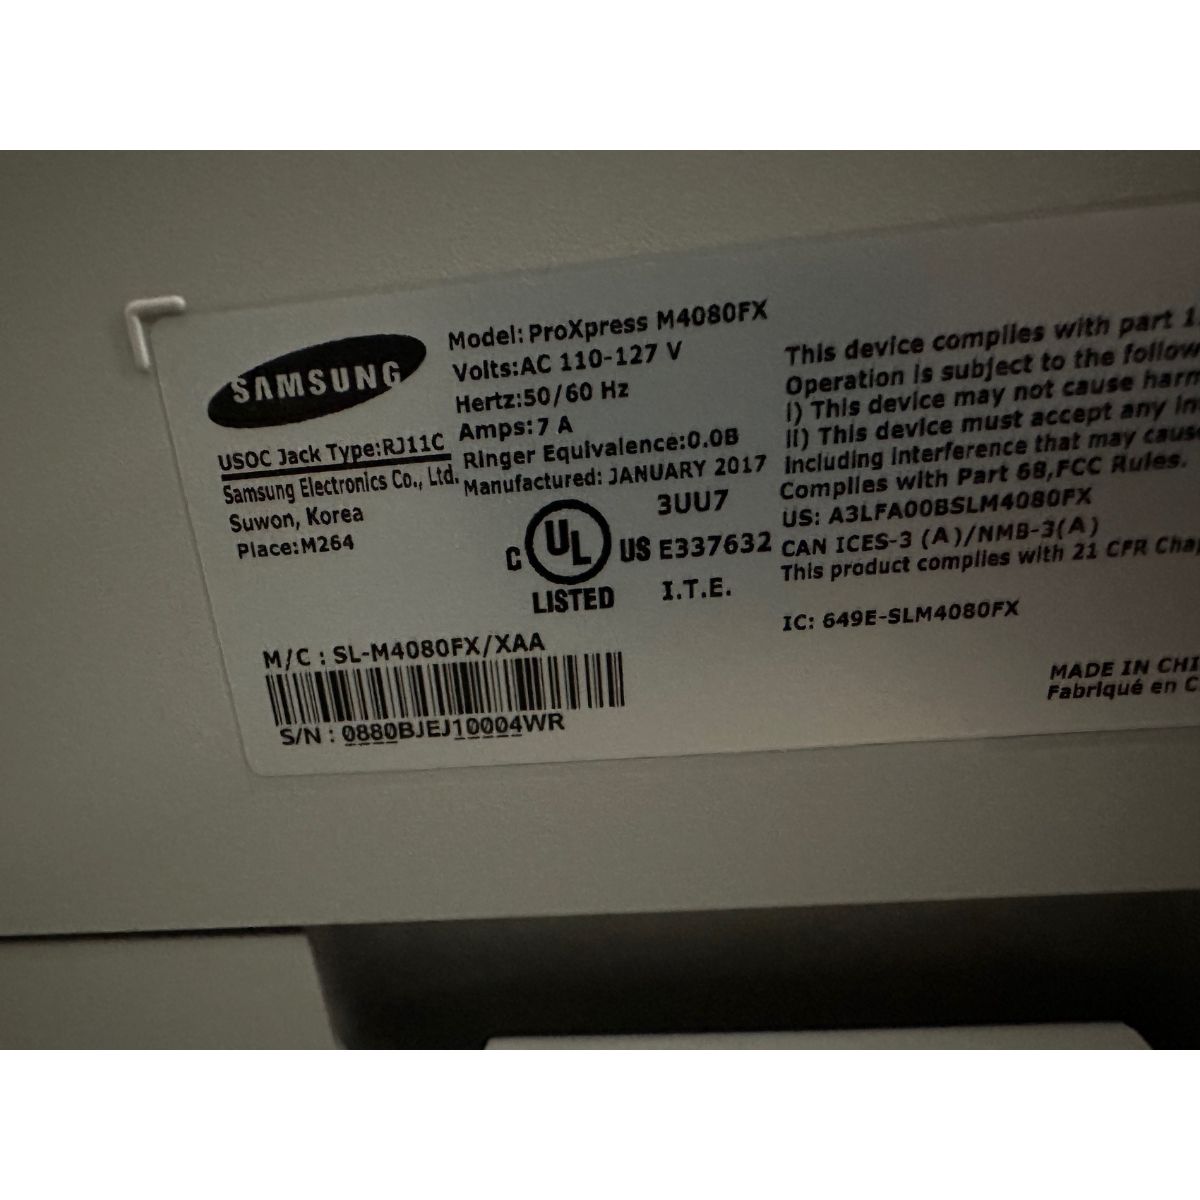 SAMSUNG
USOC Jack Type:RJ11C
Samsung Electronics Co., Ltd.
Suwon, Korea
Place:M264
Model: ProXpress M4080FX
Volts:AC 110-127 V
Hertz:50/60 Hz
Amps:7 A
Ringer Equivalence:0.0B
Manufactured: JANUARY 2017
3UU7
C UL US E337632
LISTED I.T.E.
M/C : SL-M4080FX/XAA
S/N : 0880BJEJ10004WR
This device complies with part 1
Operation is subject to the follow
i) This device may not cause harm
ii) This device must accept any in
including interference that may caus
Complies with Part 68,FCC Rules.
US: A3LFA00BSLM4080FX
CAN ICES-3 (A)/NMB-3(A)
This product complies with 21 CFR Cha
IC: 649E-SLM4080FX
MADE IN CHI
Fabriqué en C